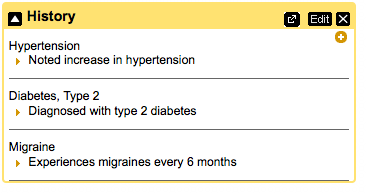 History
Edit
Hypertension
Noted increase in hypertension
Diabetes, Type 2
Diagnosed with type 2 diabetes
Migraine
Experiences migraines every 6 months